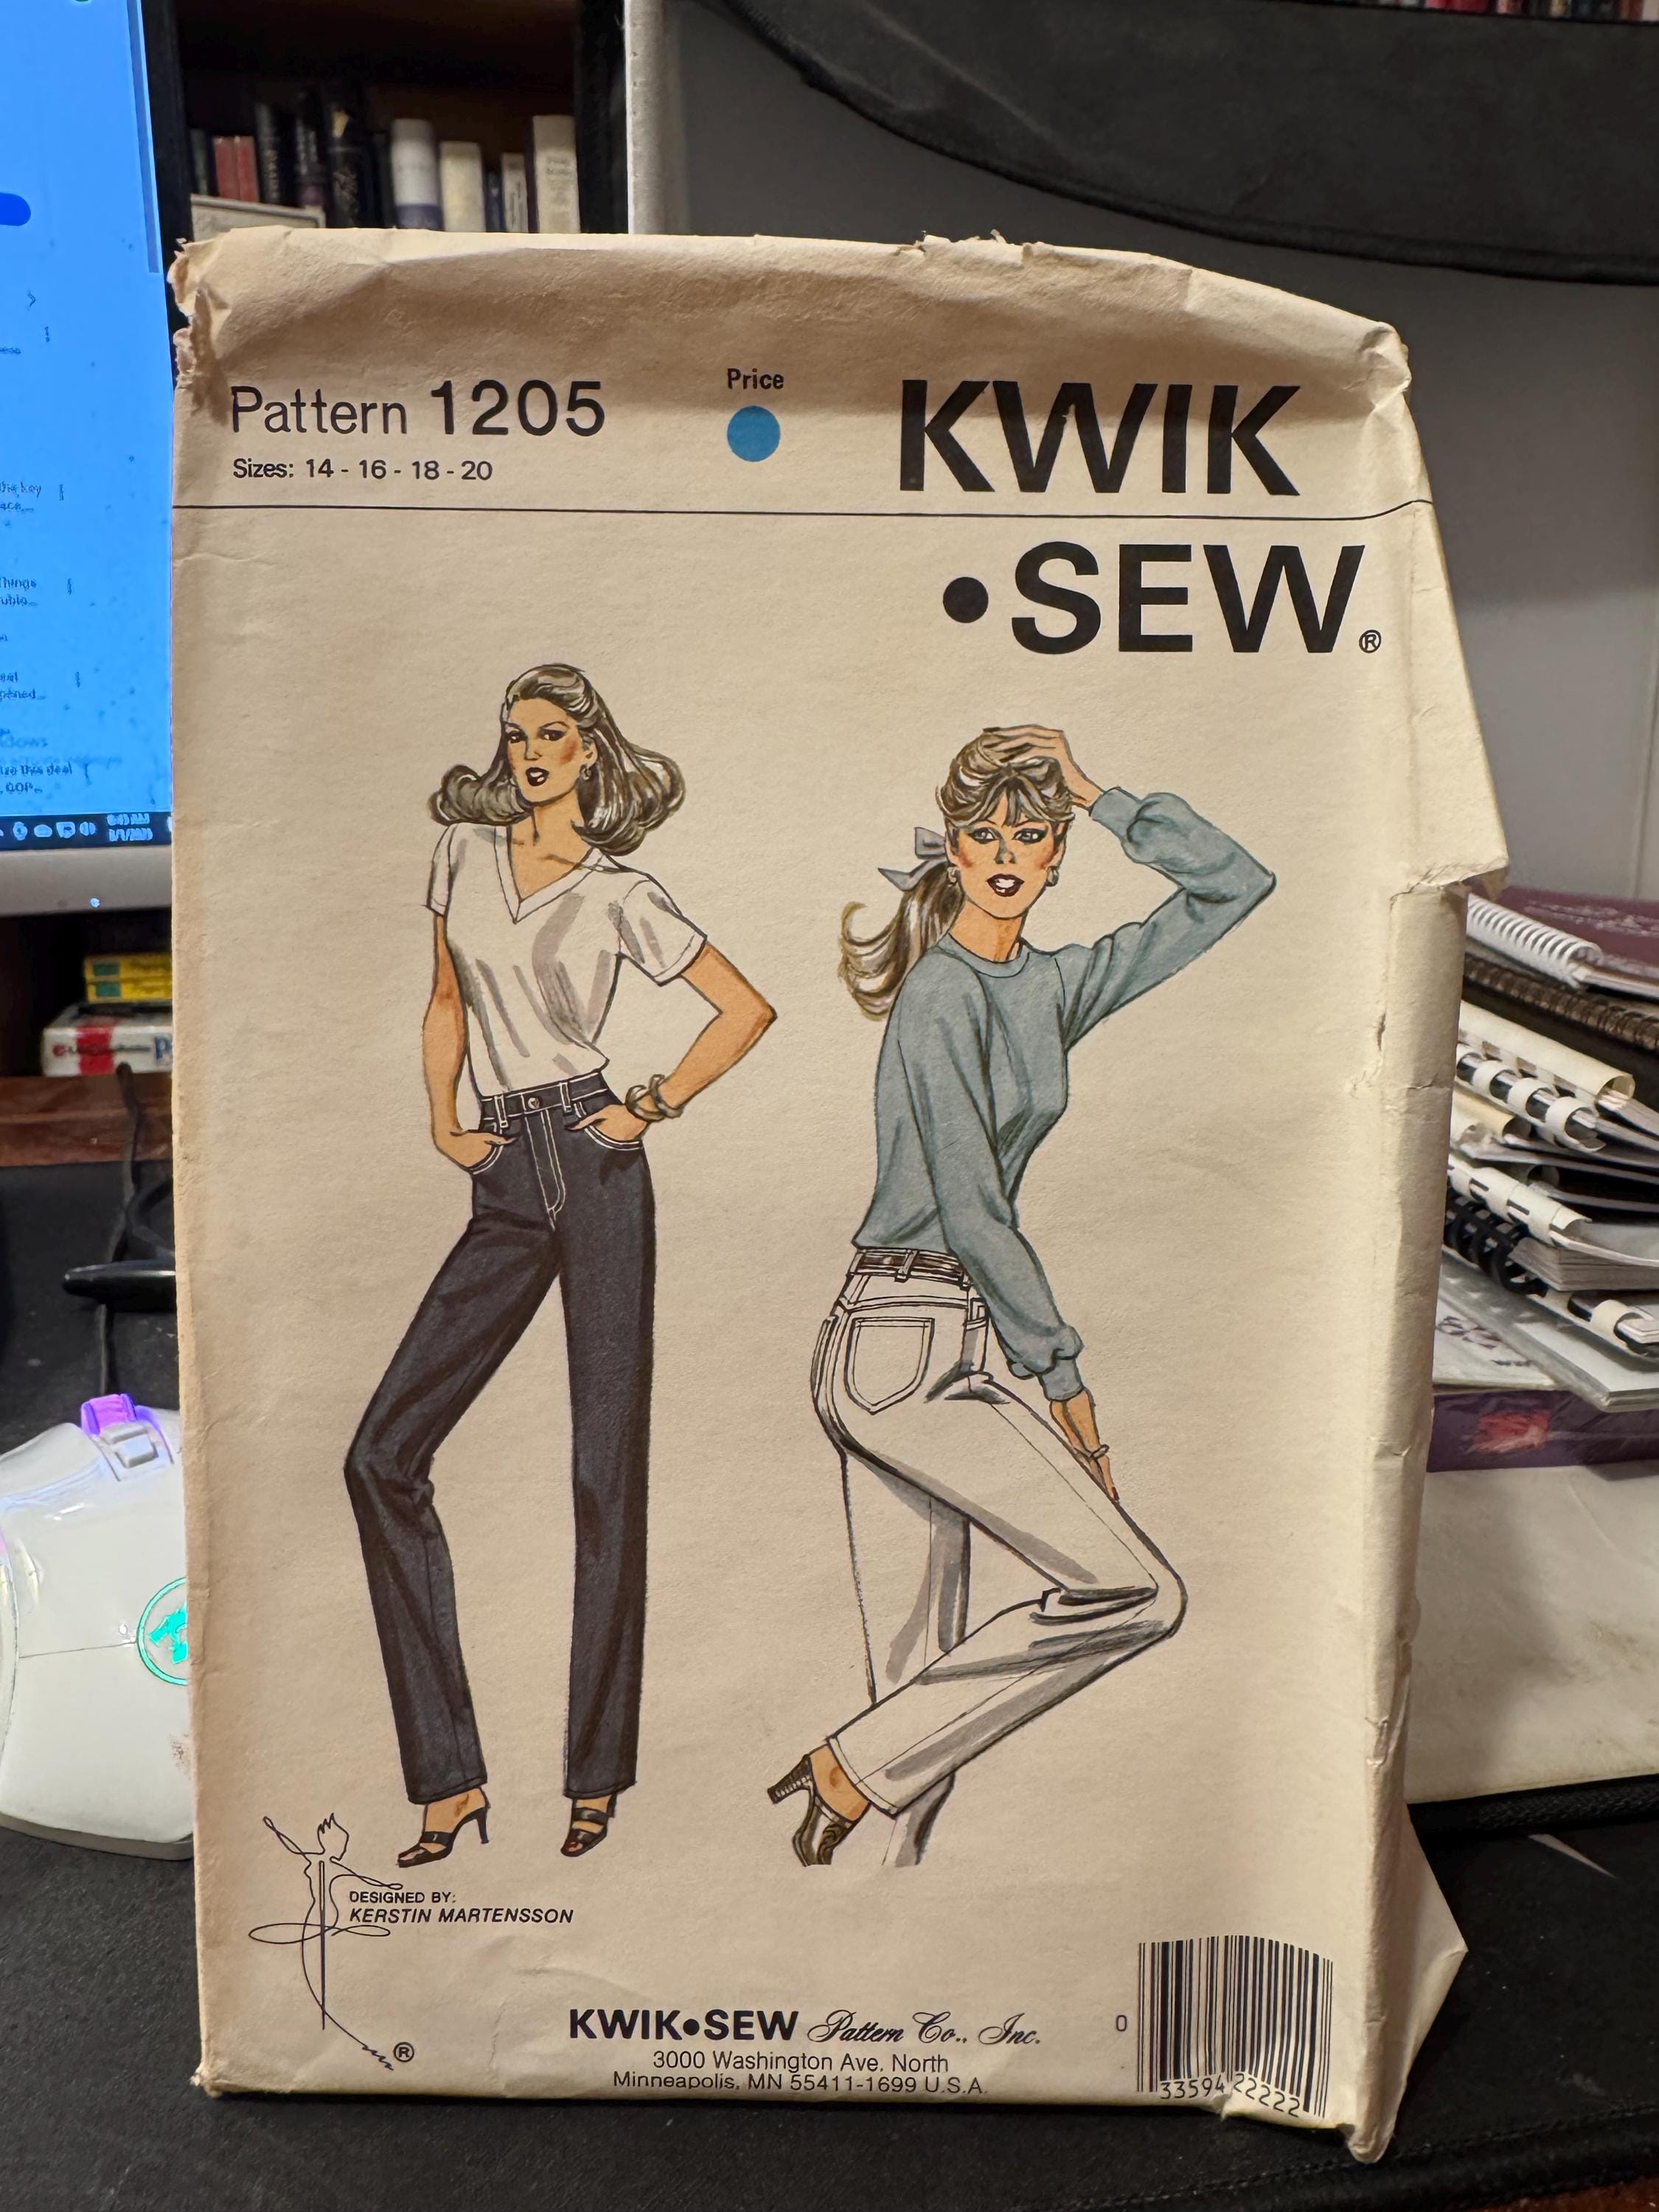 Pattern 1205
Sizes: 14 - 16 - 18 - 20
Price
KWIK
•SEW®
DESIGNED BY:
KERSTIN MARTENSSON
®
KWIK•SEW Pattern Co., Inc.
3000 Washington Ave. North
Minneapolis, MN 55411-1699 U.S.A.
0 33594 22222